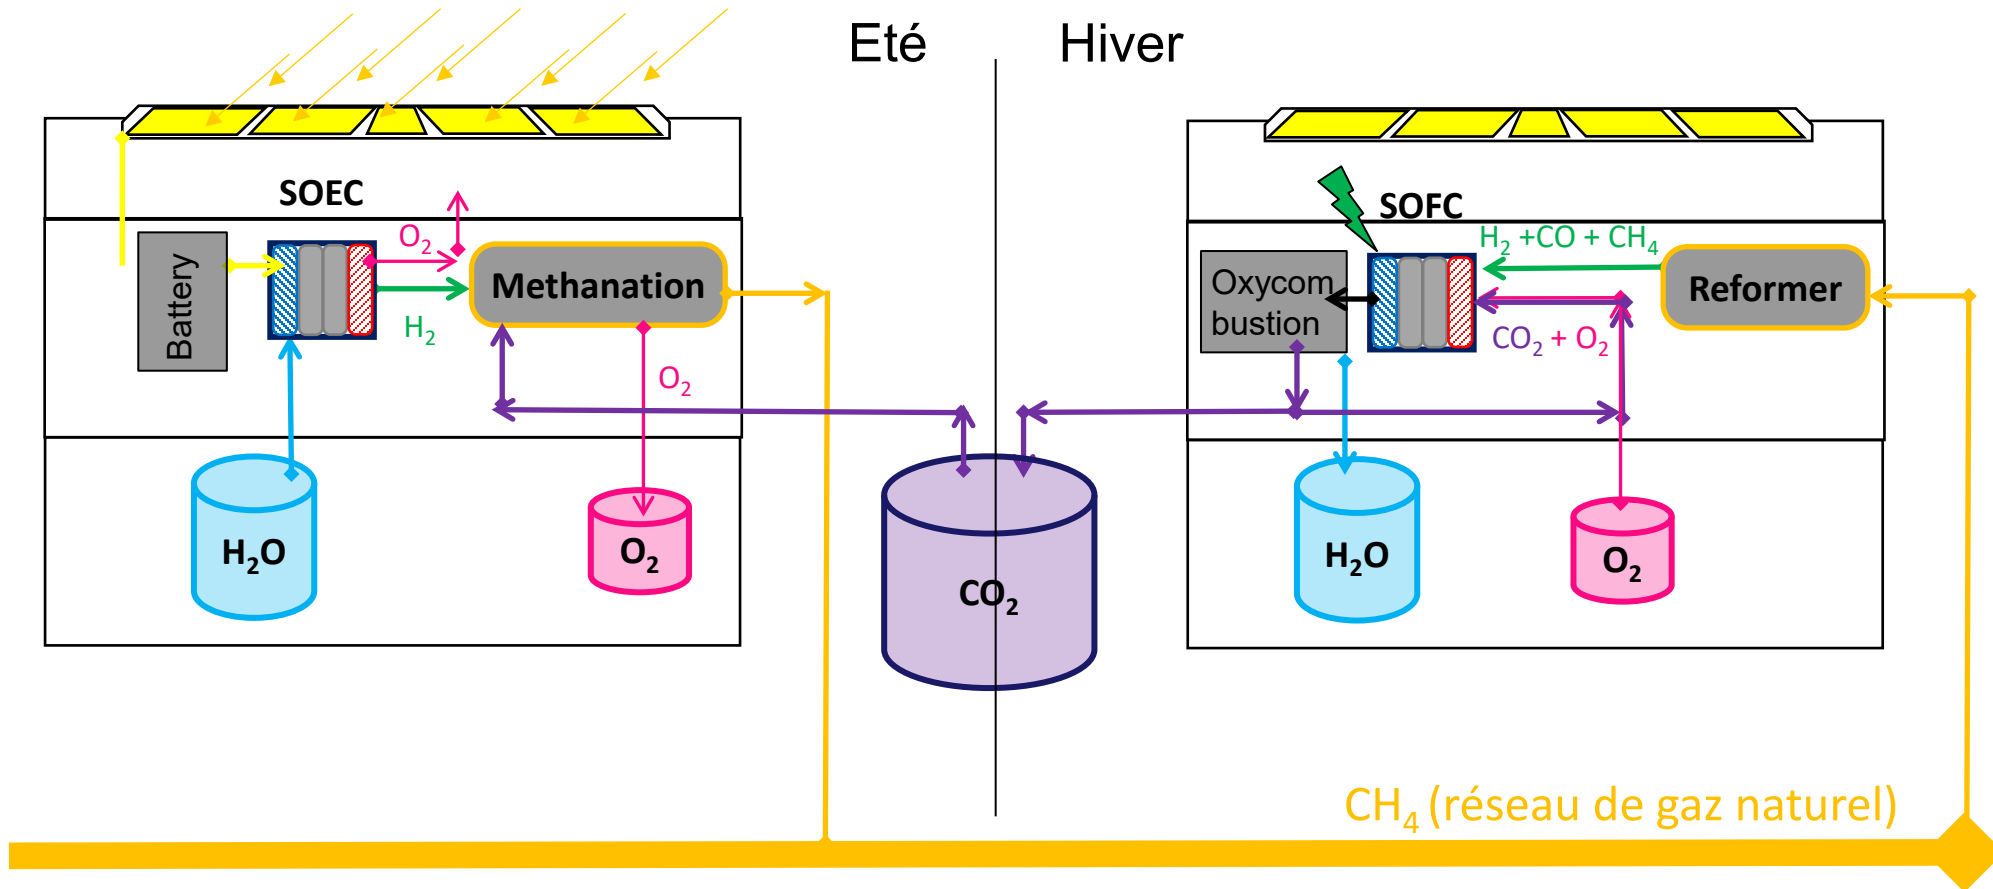 Eté
Hiver
SOEC
Battery
O₂
H₂
Methanation
O₂
H₂O
O₂
CO₂
SOFC
H₂ +CO + CH₄
Oxycom
bustion
CO₂ + O₂
Reformer
H₂O
O₂
CH₄ (réseau de gaz naturel)